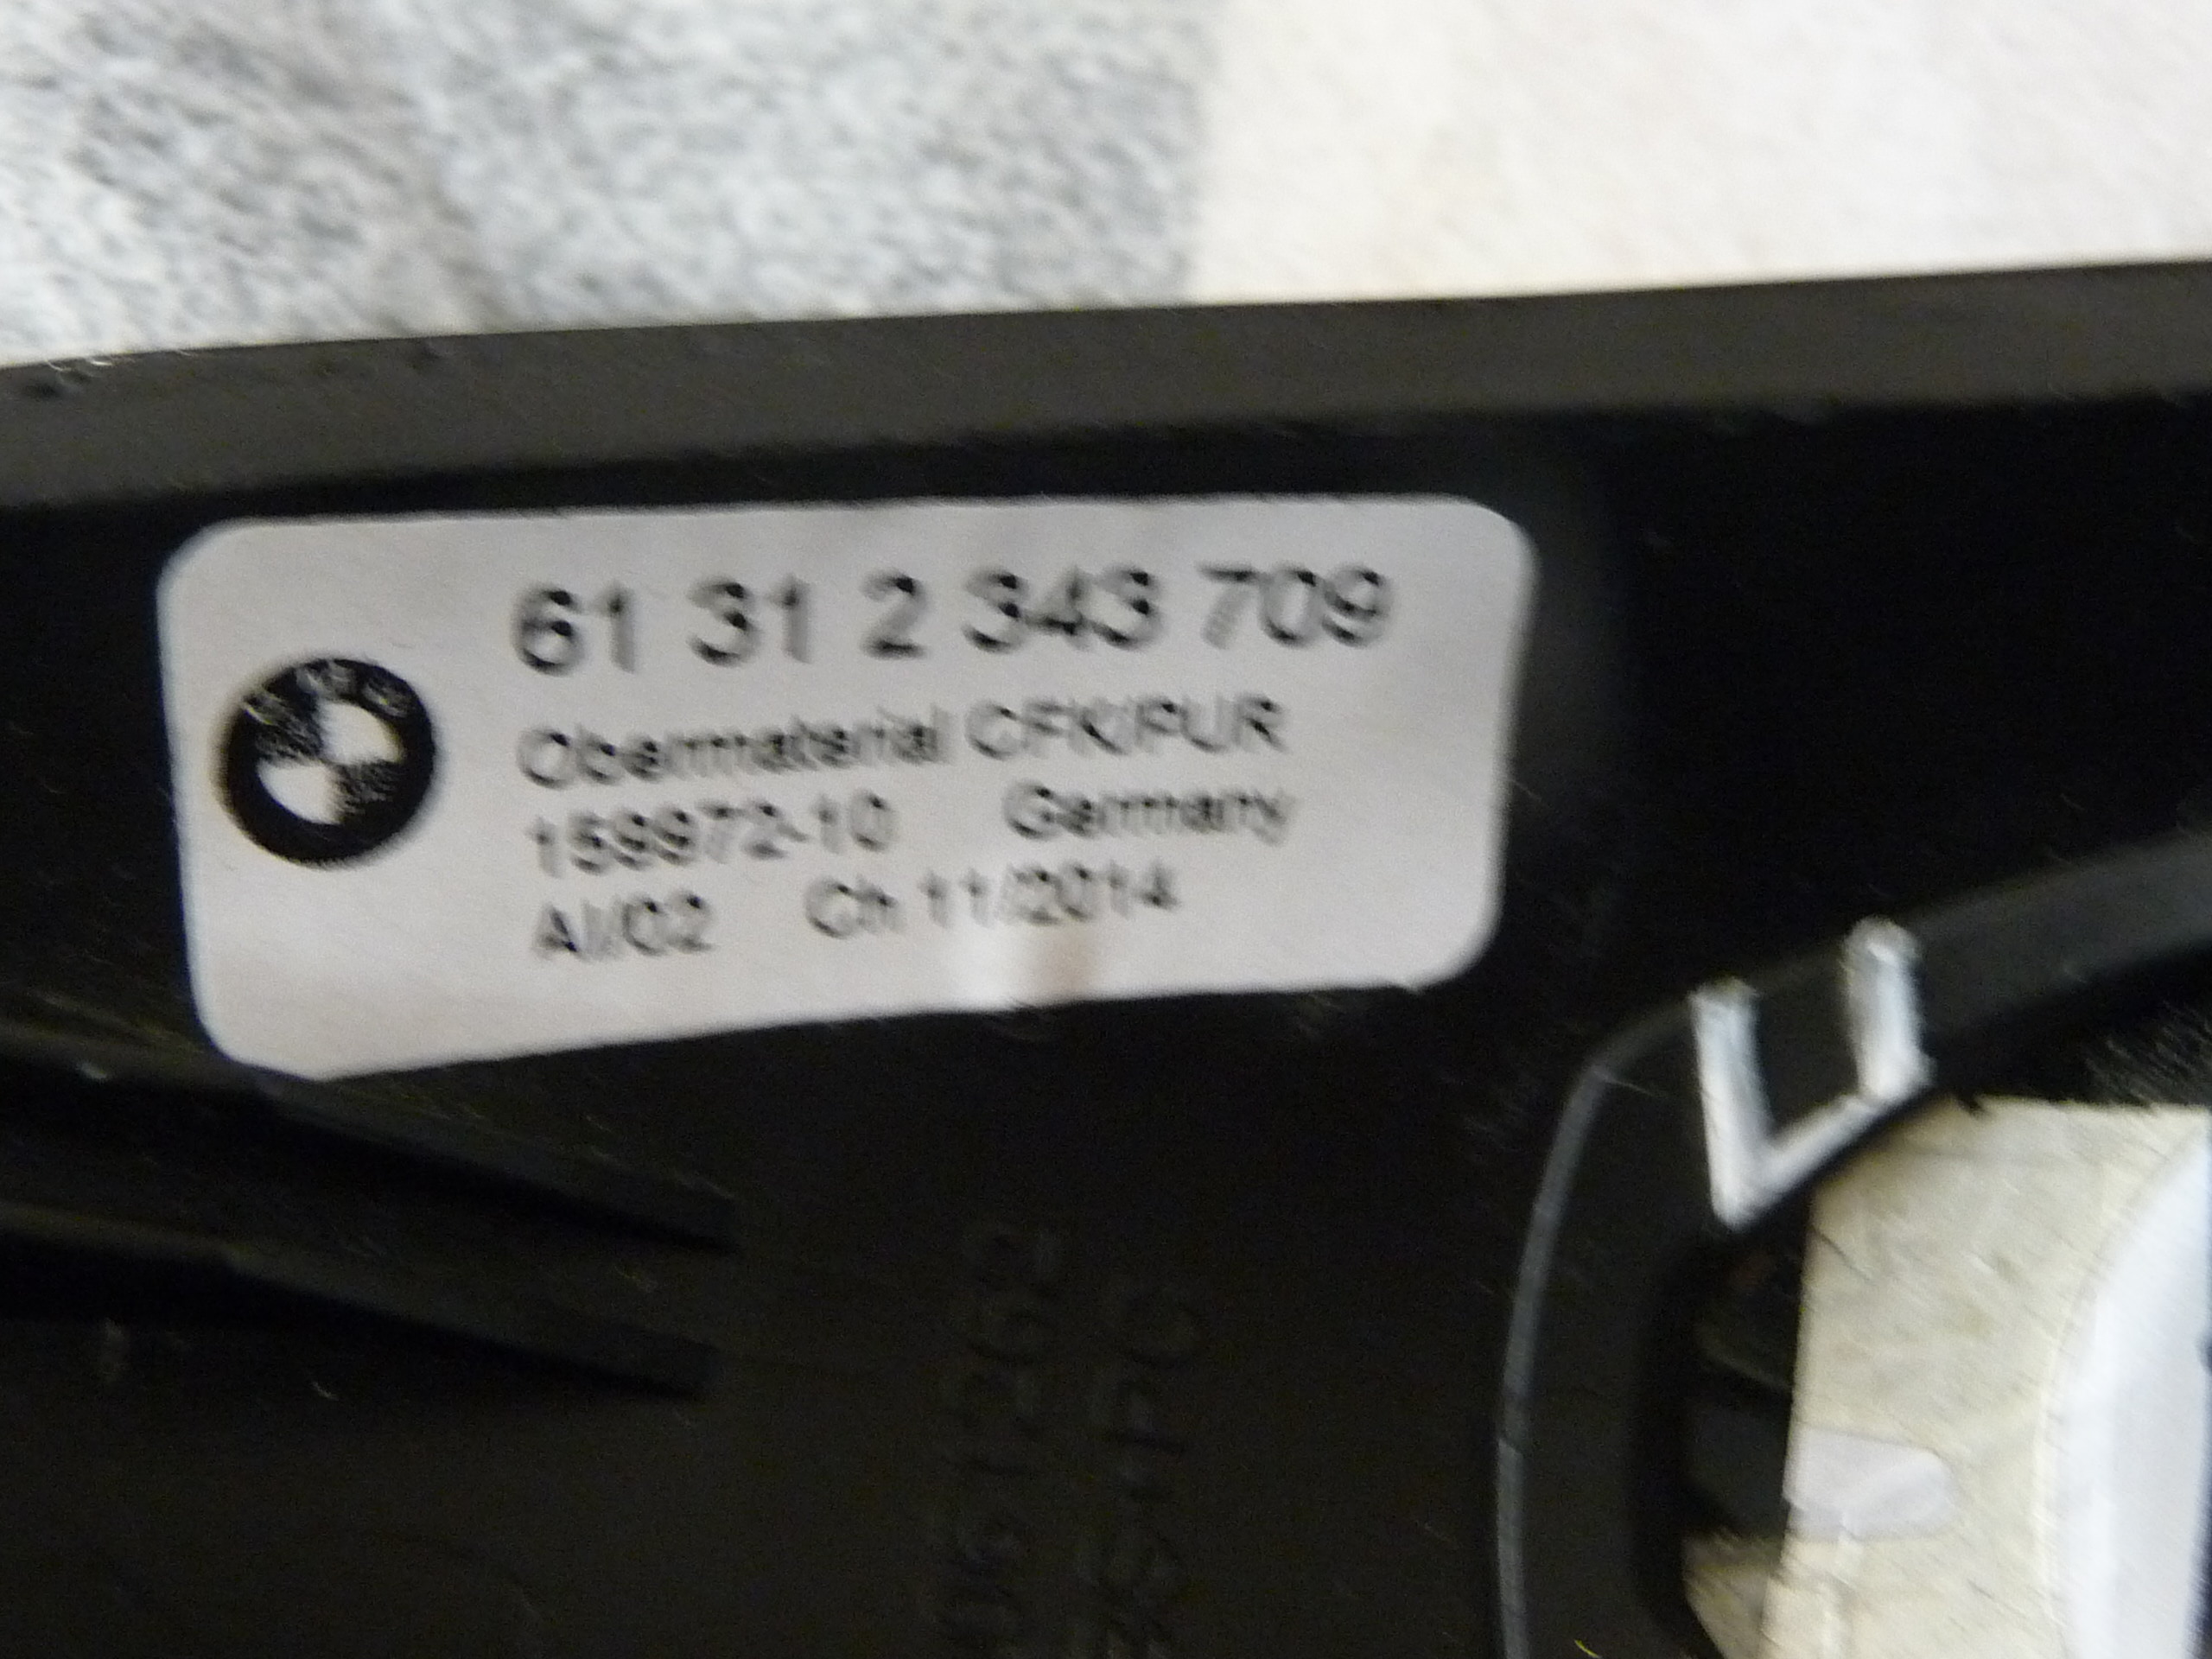 61 31 2 343 709
Obermaterial CFK/PUR
159972-10 Germany
AI/02 Ch 11/2014